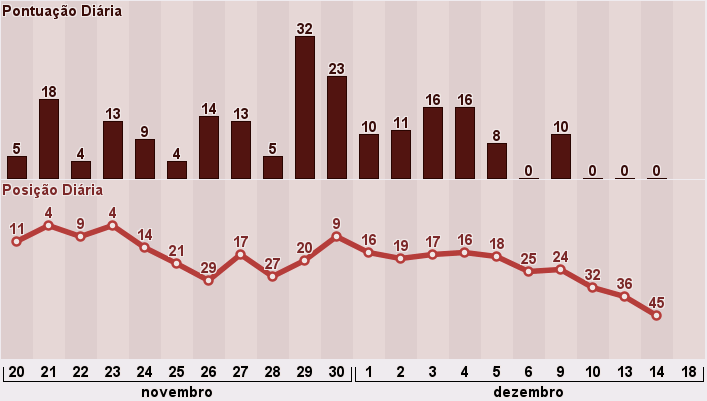 Pontuação Diária
5 18 4 13 9 4 14 13 5 32 23 10 11 16 16 8 0 10 0 0 0
Posição Diária
11 4 9 4 14 21 29 17 27 20 9 16 19 17 16 18 25 24 32 36 45
20 21 22 23 24 25 26 27 28 29 30 1 2 3 4 5 6 9 10 13 14 18
novembro dezembro